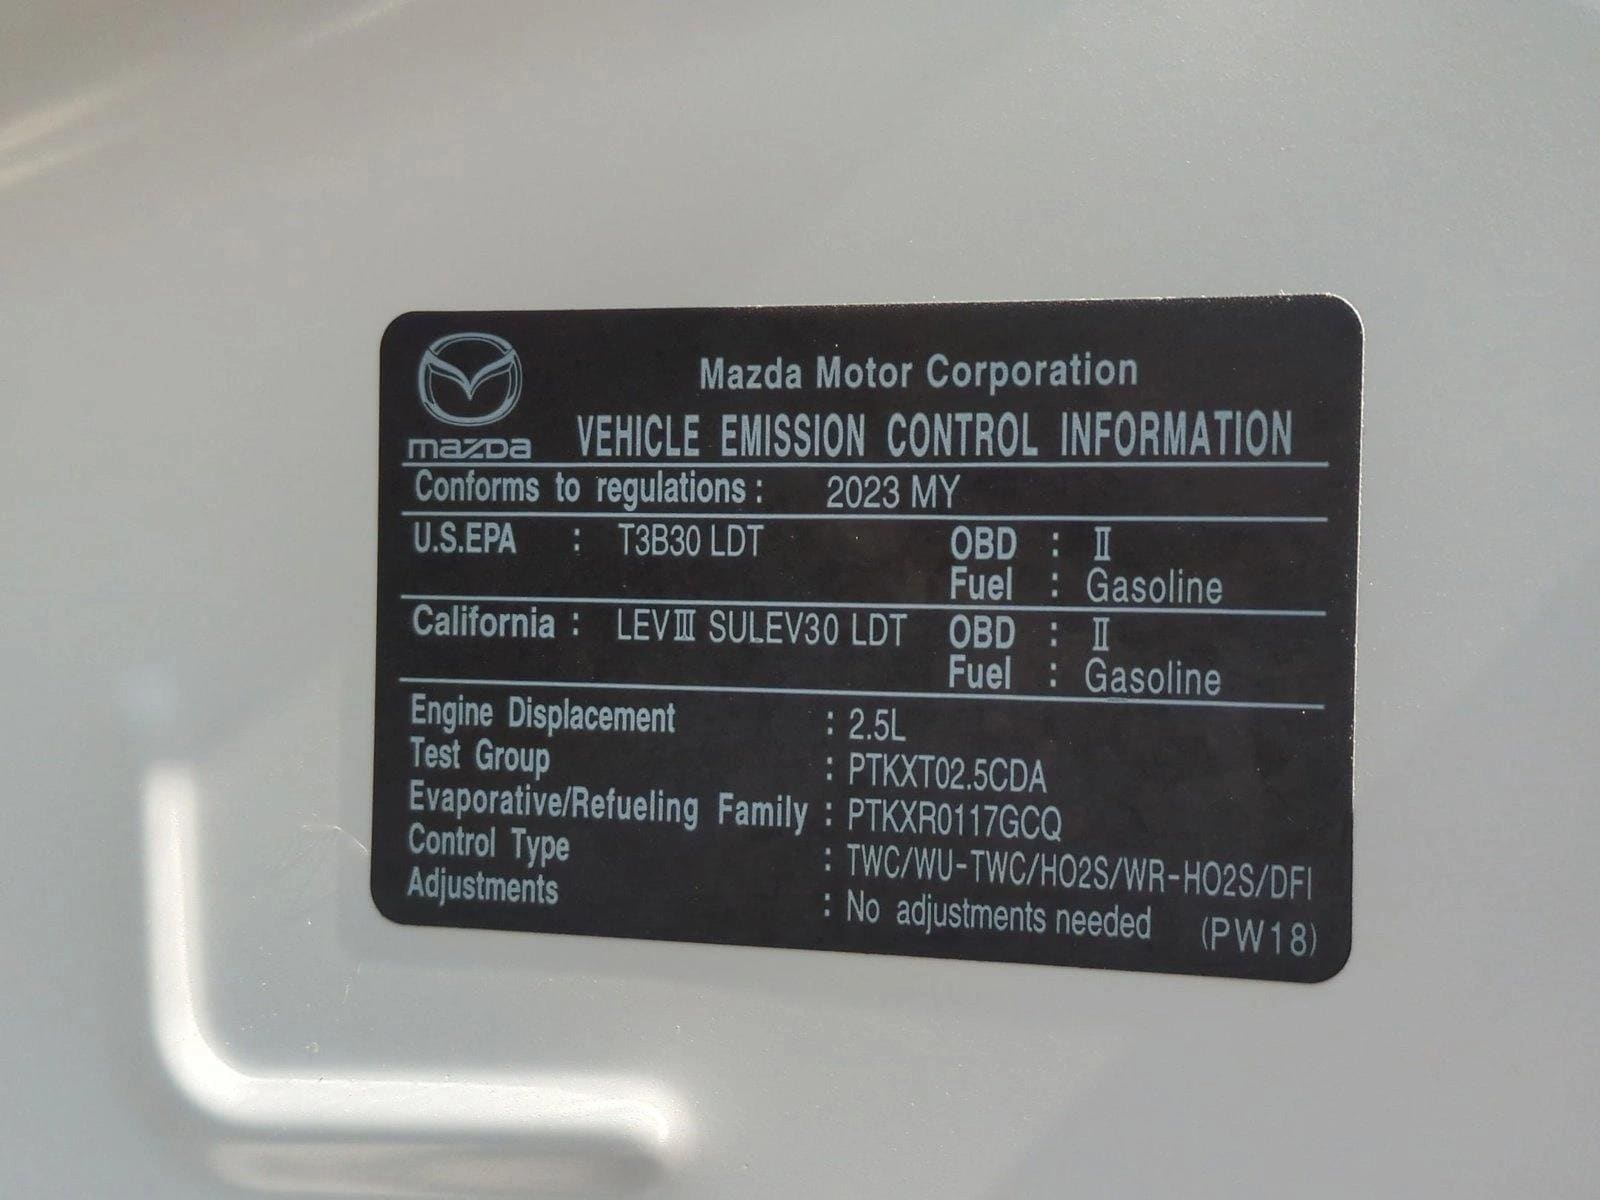 Mazda Motor Corporation
mazda VEHICLE EMISSION CONTROL INFORMATION
Conforms to regulations : 2023 MY
U.S.EPA : T3B30 LDT OBD : Ⅱ
Fuel : Gasoline
California : LEVⅢ SULEV30 LDT OBD : Ⅱ
Fuel : Gasoline
Engine Displacement : 2.5L
Test Group : PTKXT02.5CDA
Evaporative/Refueling Family : PTKXR0117GCQ
Control Type : TWC/WU-TWC/HO2S/WR-HO2S/DFI
Adjustments : No adjustments needed (PW18)